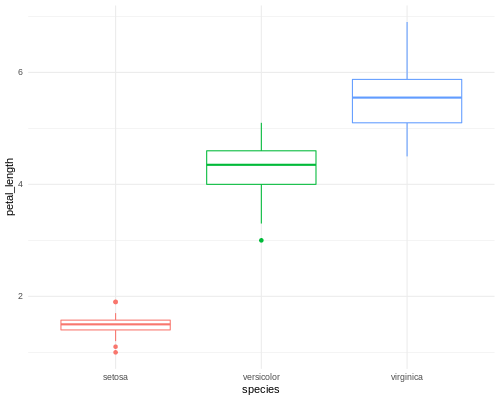 petal_length
6
4
2
setosa versicolor virginica
species